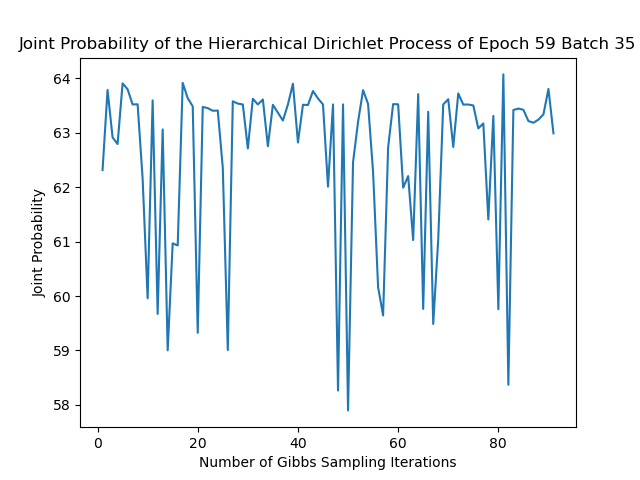 Joint Probability of the Hierarchical Dirichlet Process of Epoch 59 Batch 35
64
63
62
61
60
59
58
Joint Probability
0 20 40 60 80
Number of Gibbs Sampling Iterations